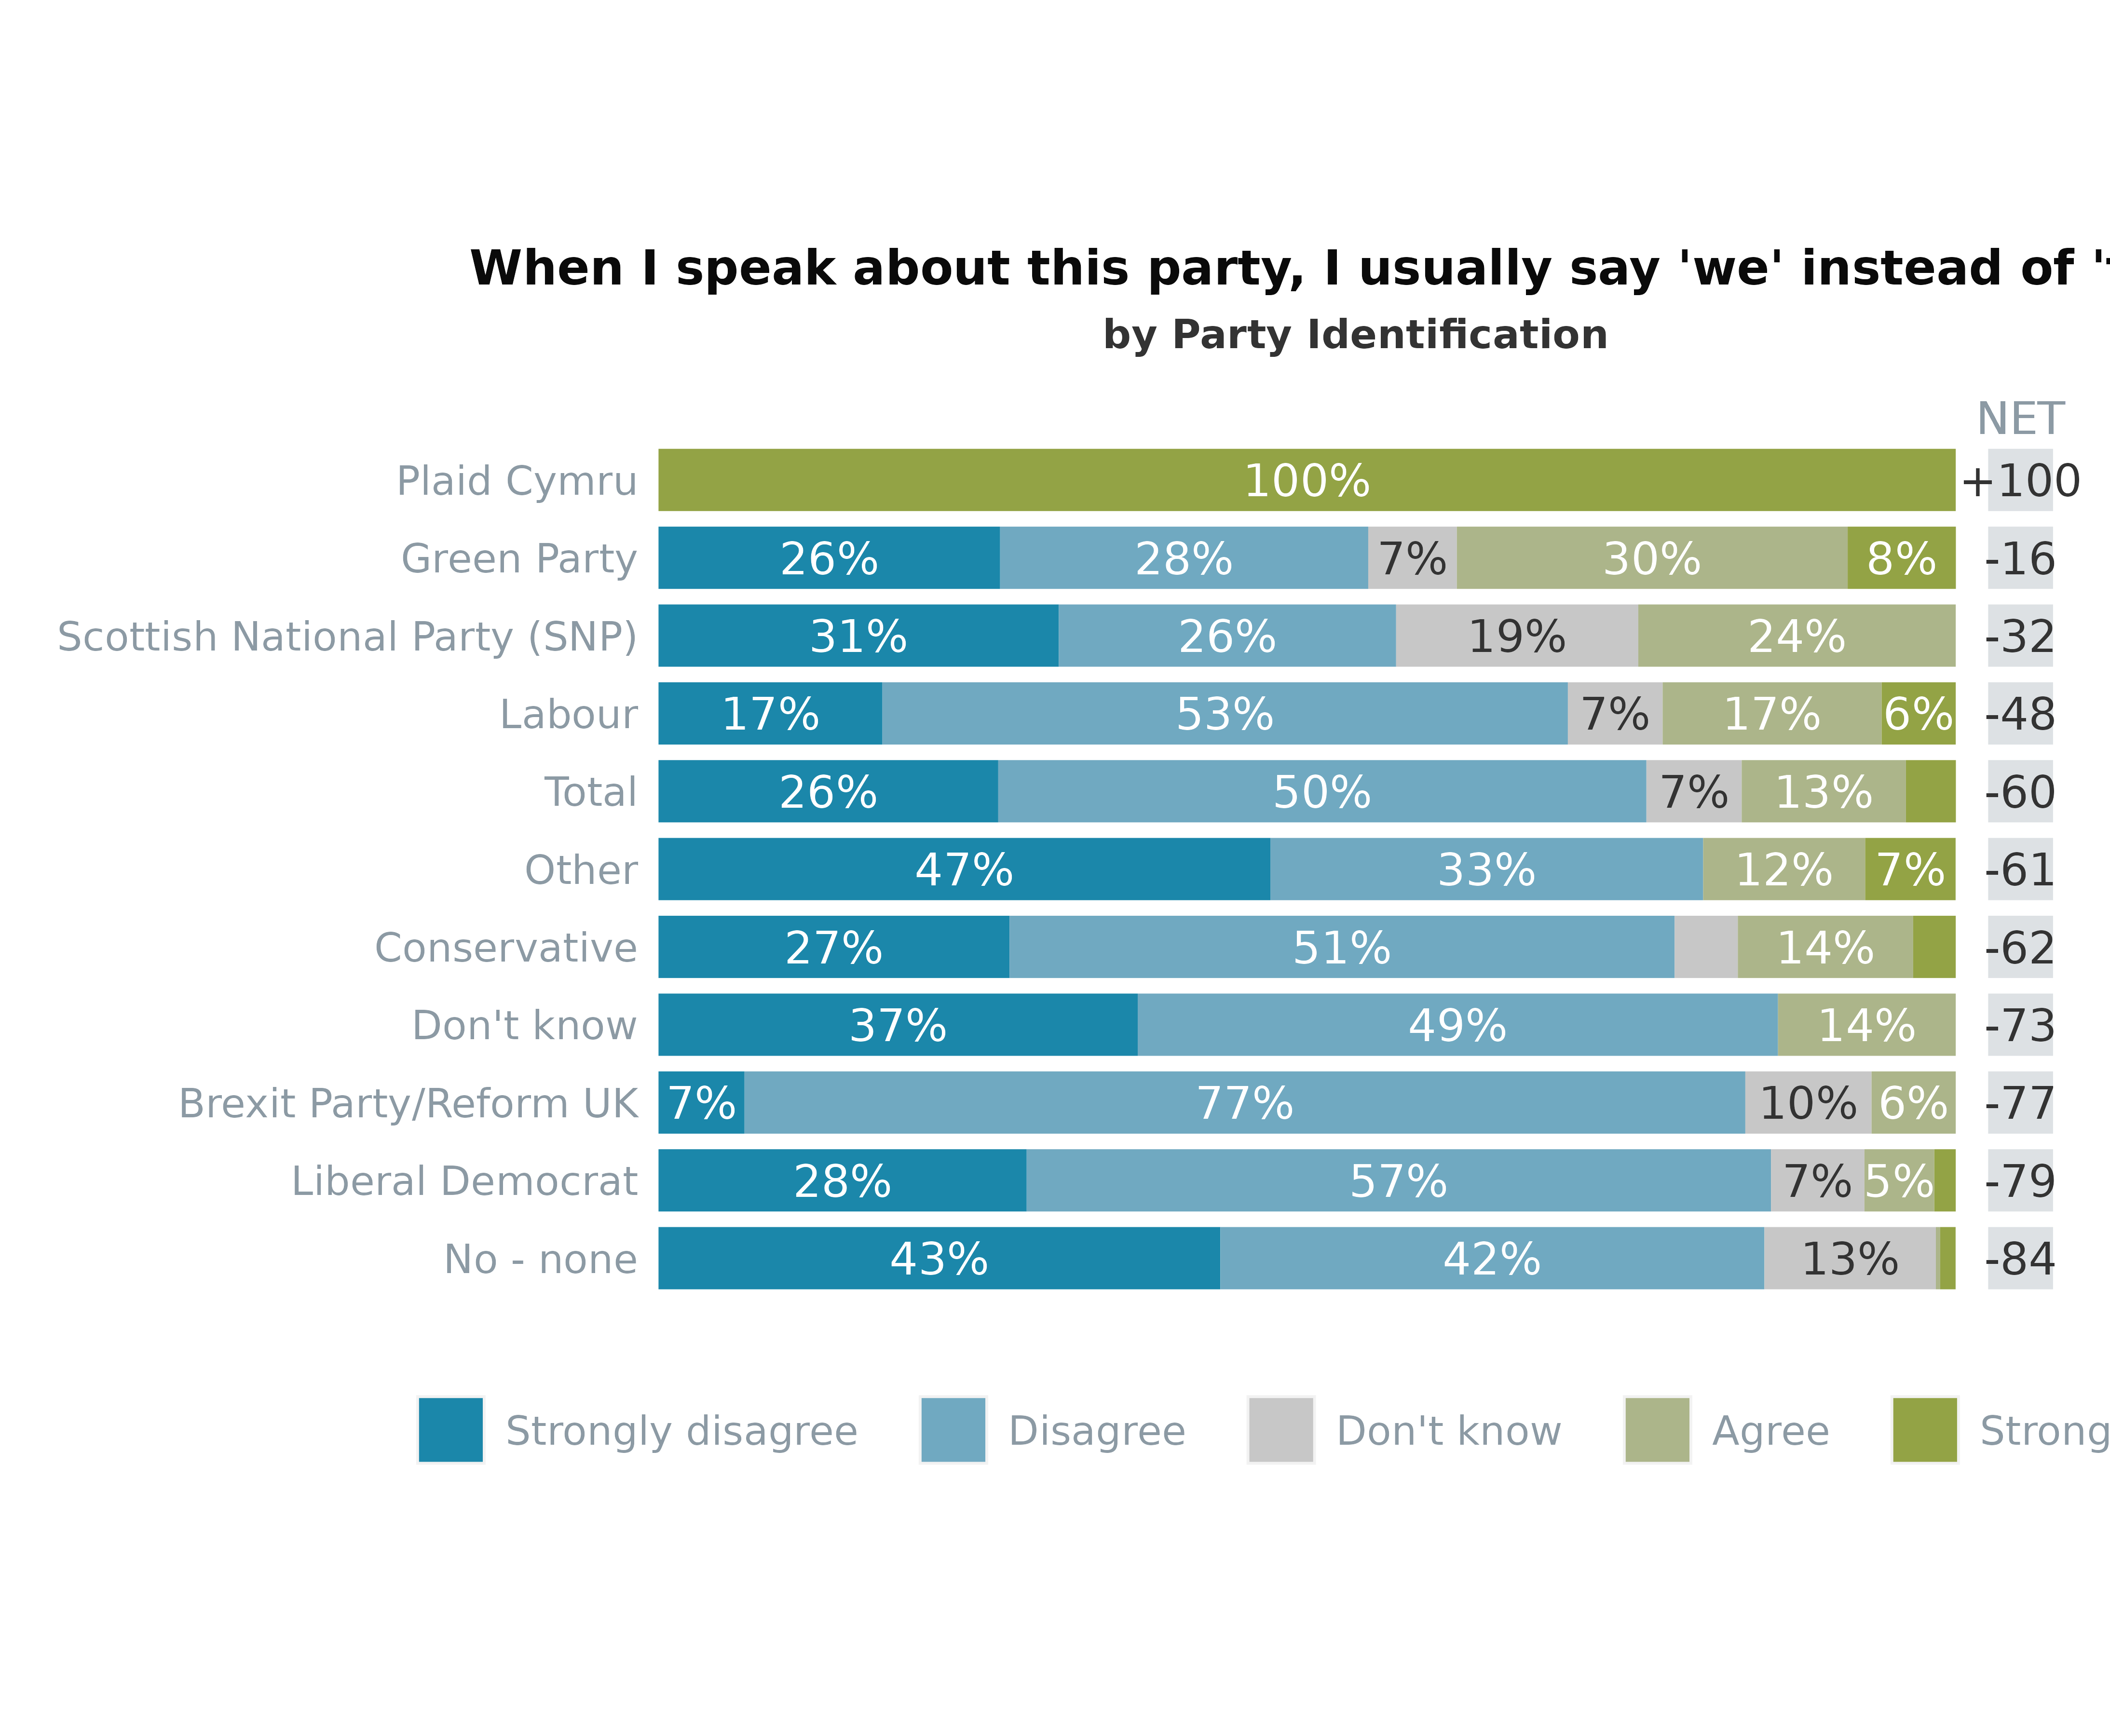 When I speak about this party, I usually say 'we' instead of '
by Party Identification
NET
Plaid Cymru 100% +100
Green Party 26% 28% 7% 30% 8% -16
Scottish National Party (SNP) 31% 26% 19% 24% -32
Labour 17% 53% 7% 17% 6% -48
Total 26% 50% 7% 13% -60
Other 47% 33% 12% 7% -61
Conservative 27% 51% 14% -62
Don't know 37% 49% 14% -73
Brexit Party/Reform UK 7% 77% 10% 6% -77
Liberal Democrat 28% 57% 7% 5% -79
No - none 43% 42% 13% -84
Strongly disagree Disagree Don't know Agree Strong